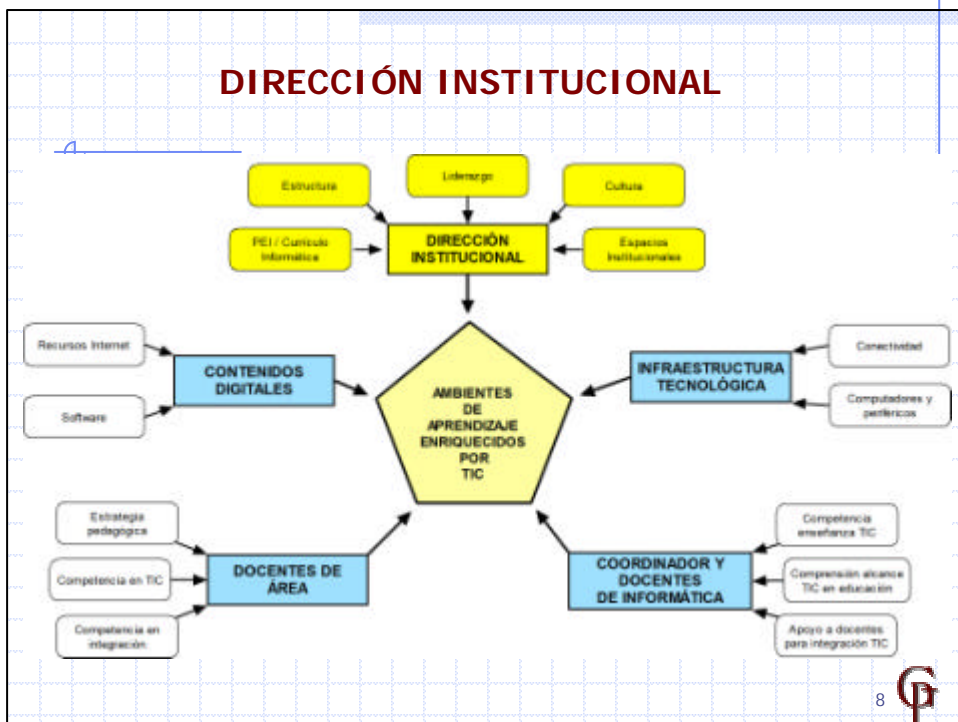 DIRECCIÓN INSTITUCIONAL
Estructura
Liderazgo
Cultura
PEI / Currículo
Informática
DIRECCIÓN
INSTITUCIONAL
Espacios
Institucionales
Recursos Internet
Software
CONTENIDOS
DIGITALES
AMBIENTES
DE
APRENDIZAJE
ENRIQUECIDOS
POR
TIC
INFRAESTRUCTURA
TECNOLÓGICA
Conectividad
Computadores y
periféricos
Estrategia
pedagógica
Competencia en TIC
Competencia en
integración
DOCENTES DE
ÁREA
COORDINADOR Y
DOCENTES
DE INFORMÁTICA
Competencia
enseñanza TIC
Comprensión alcance
TIC en educación
Apoyo a docentes
para integración TIC
8